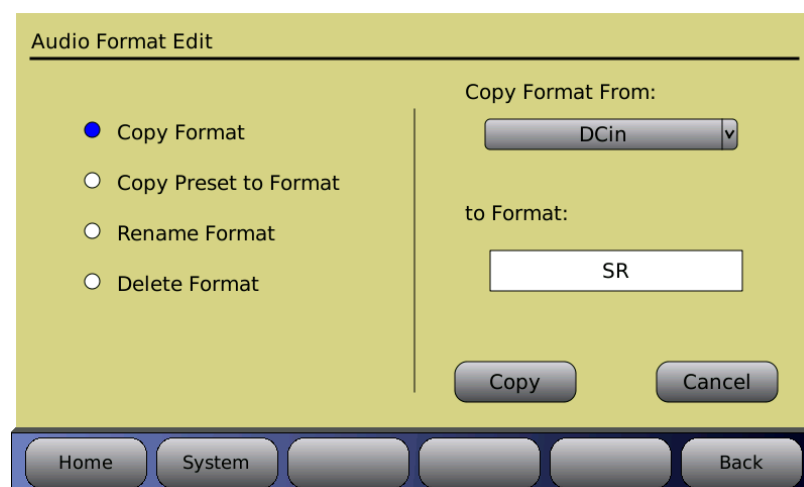 Audio Format Edit
Copy Format
Copy Preset to Format
Rename Format
Delete Format
Copy Format From:
DCin
to Format:
SR
Copy
Cancel
Home
System
Back